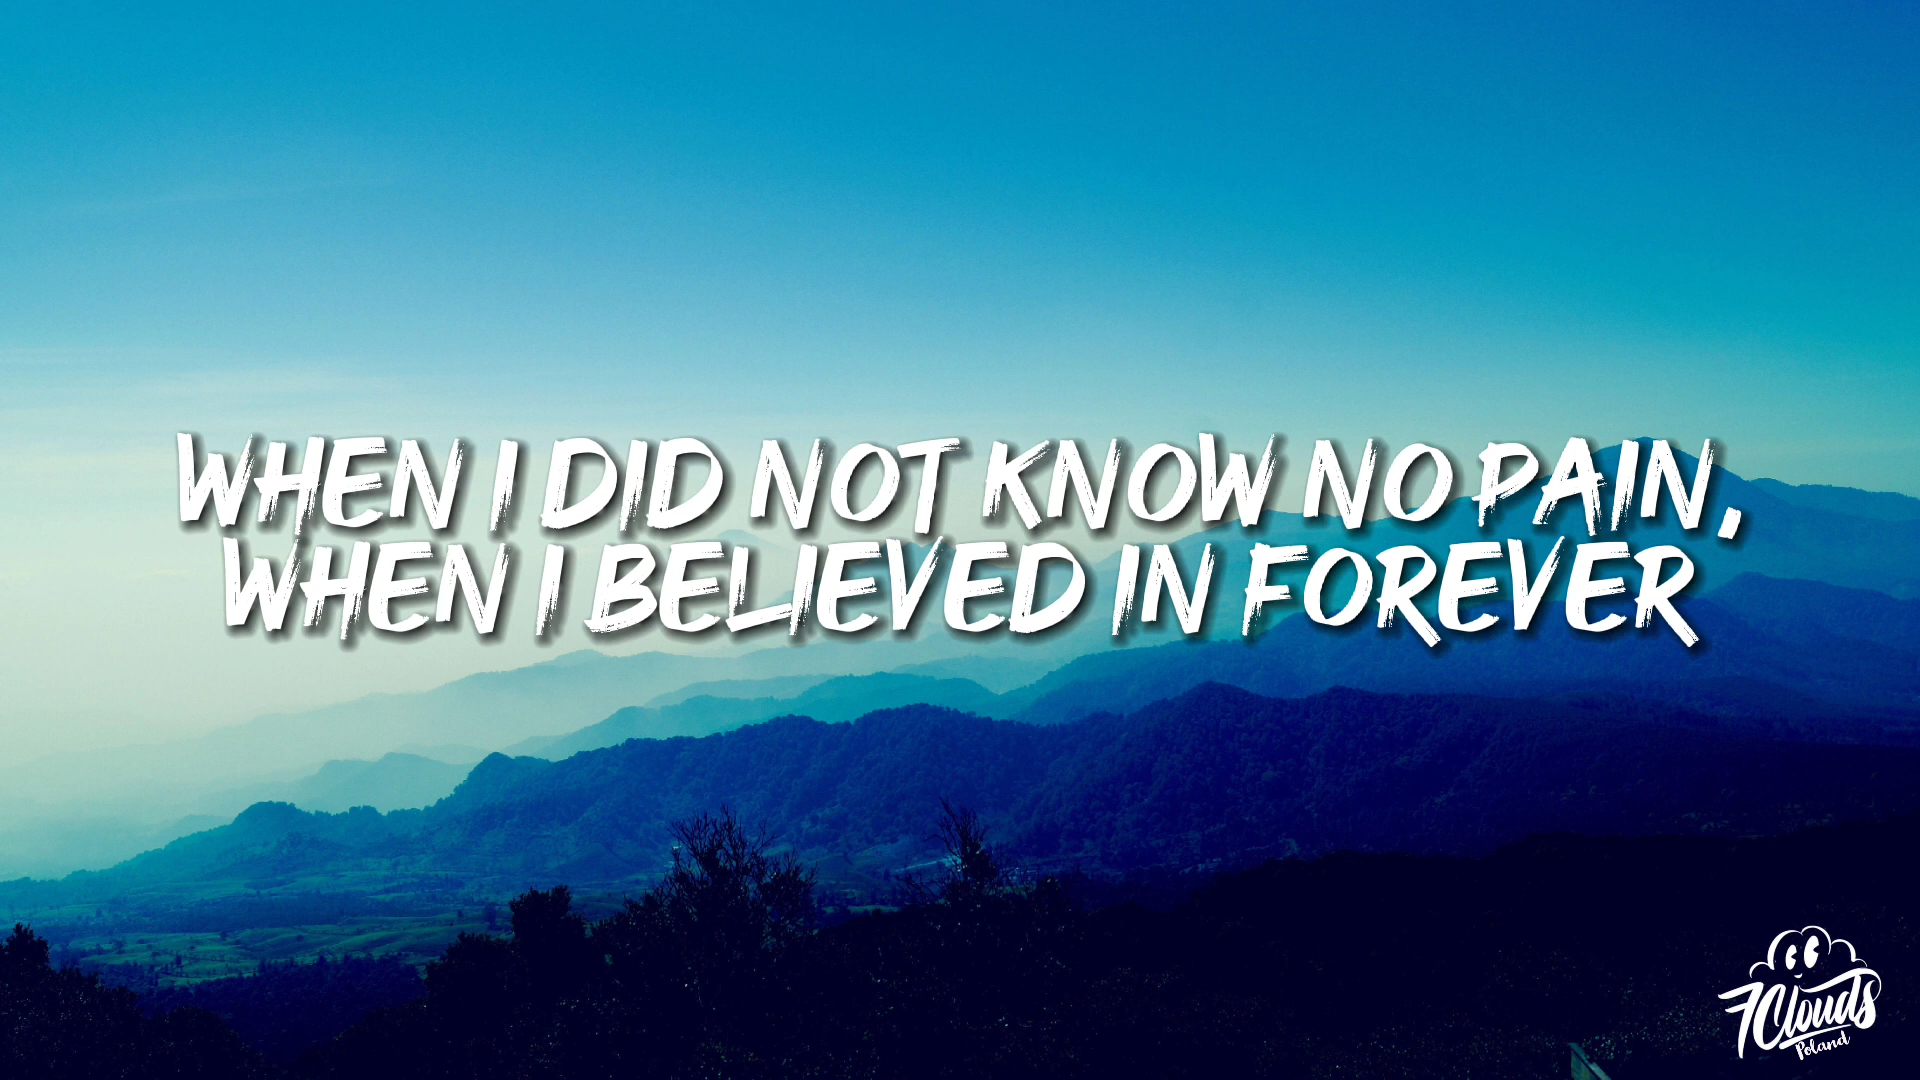 WHEN I DID NOT KNOW NO PAIN,
WHEN I BELIEVED IN FOREVER
7Clouds
Poland